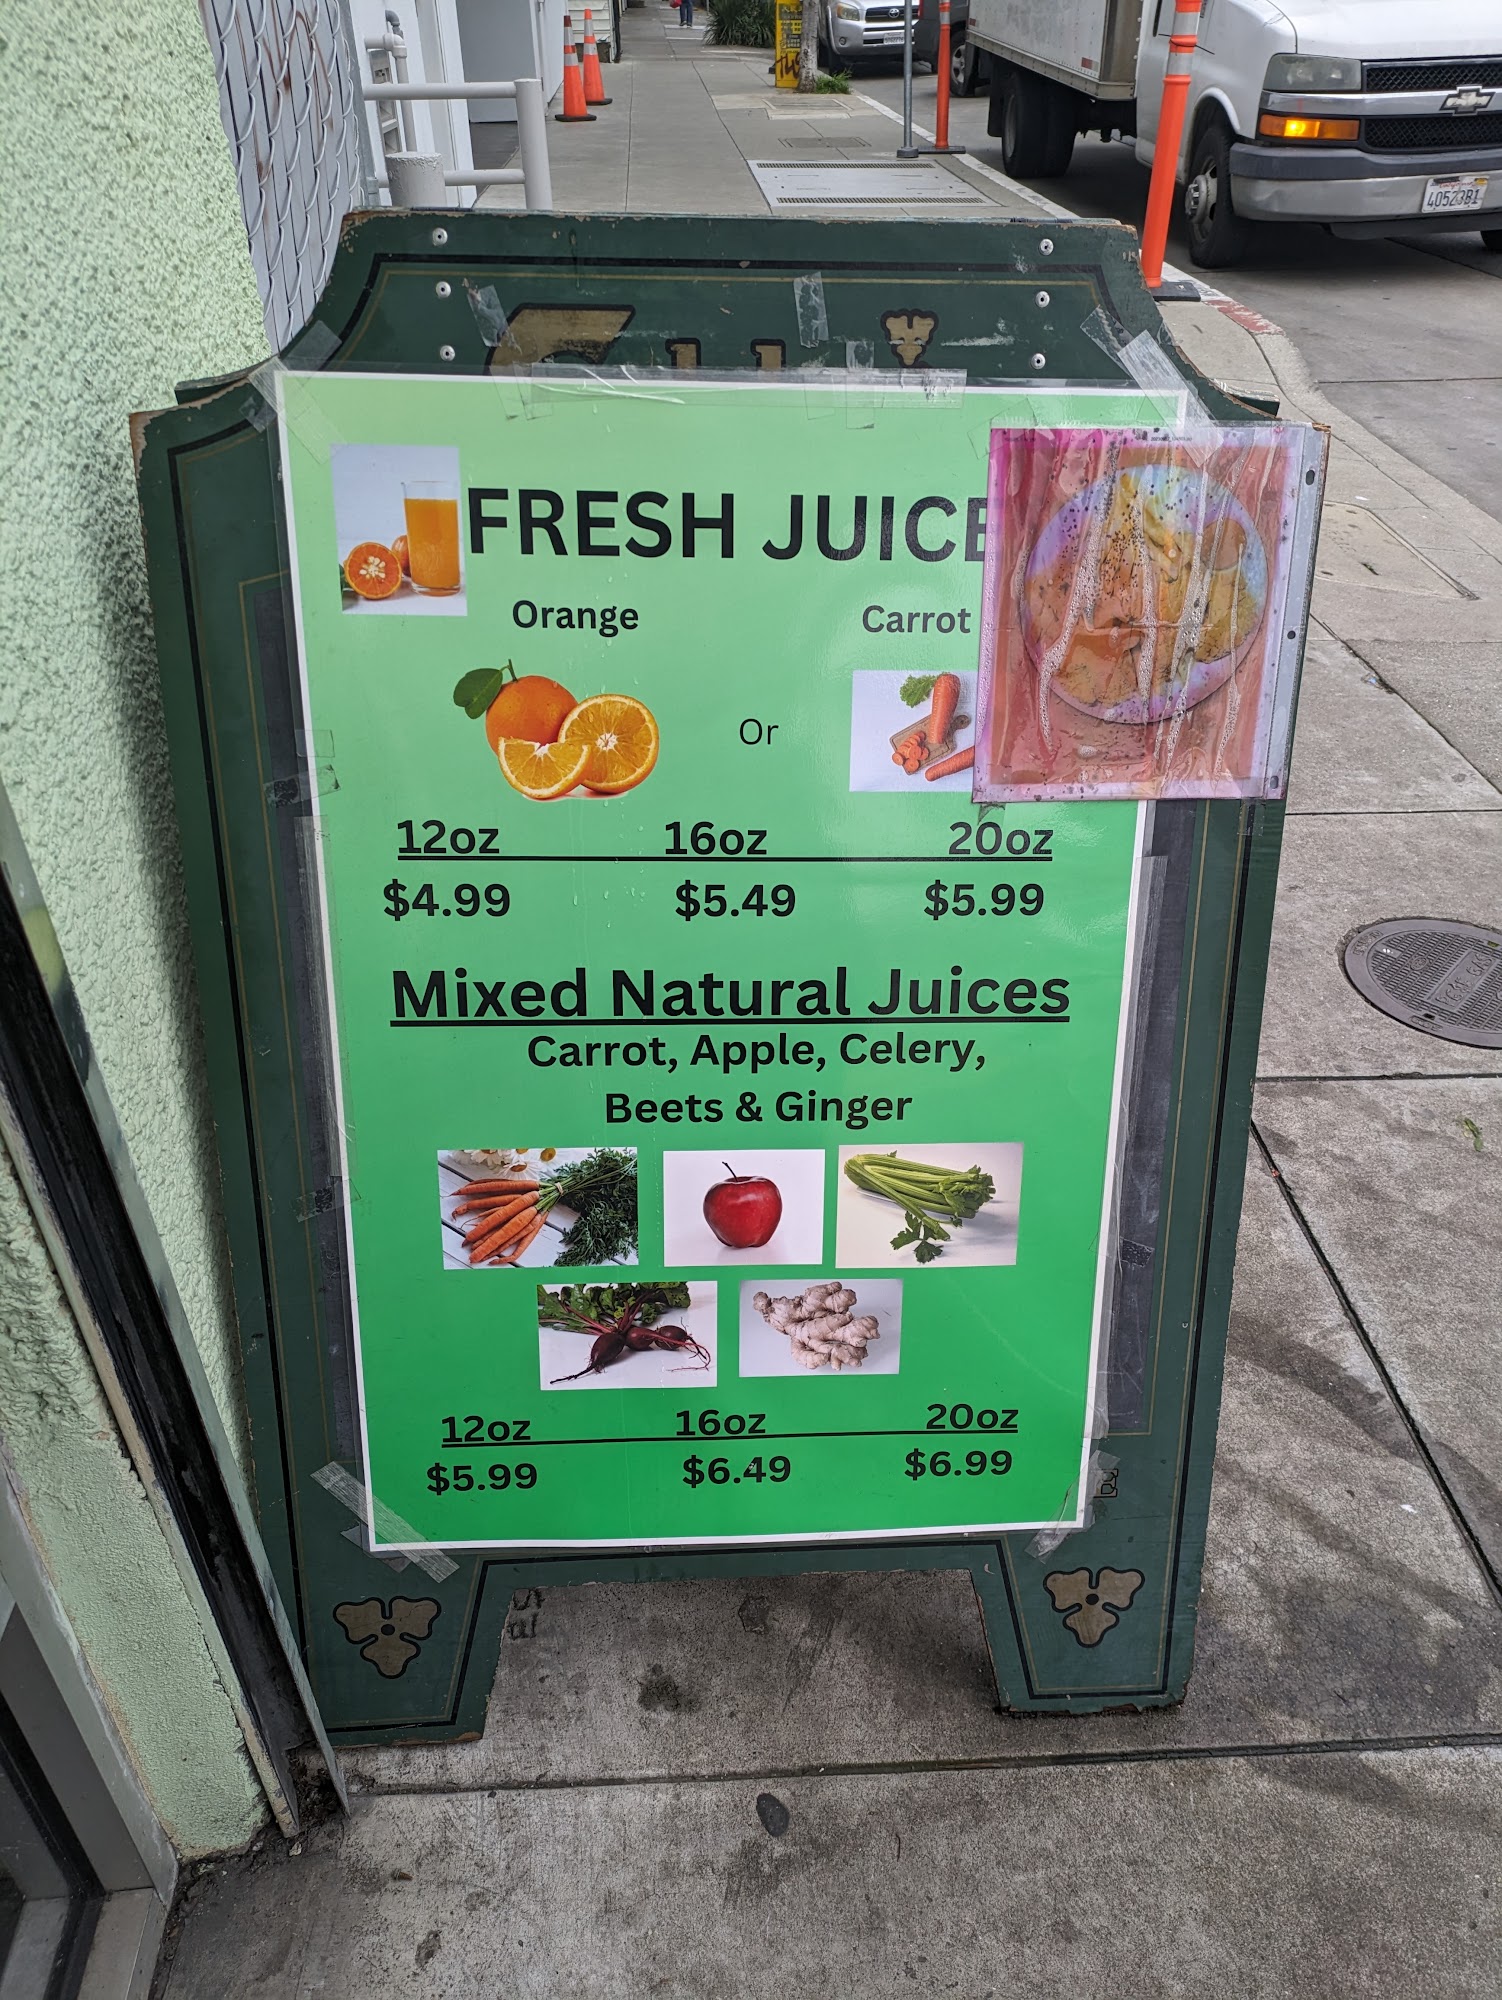 FRESH JUICE
Orange
Carrot
Or
12oz 16oz 20oz
$4.99 $5.49 $5.99
Mixed Natural Juices
Carrot, Apple, Celery,
Beets & Ginger
12oz 16oz 20oz
$5.99 $6.49 $6.99
40523B1